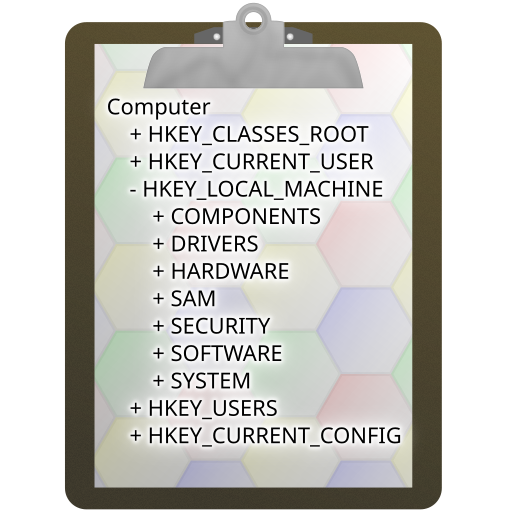 Computer
+ HKEY_CLASSES_ROOT
+ HKEY_CURRENT_USER
- HKEY_LOCAL_MACHINE
+ COMPONENTS
+ DRIVERS
+ HARDWARE
+ SAM
+ SECURITY
+ SOFTWARE
+ SYSTEM
+ HKEY_USERS
+ HKEY_CURRENT_CONFIG